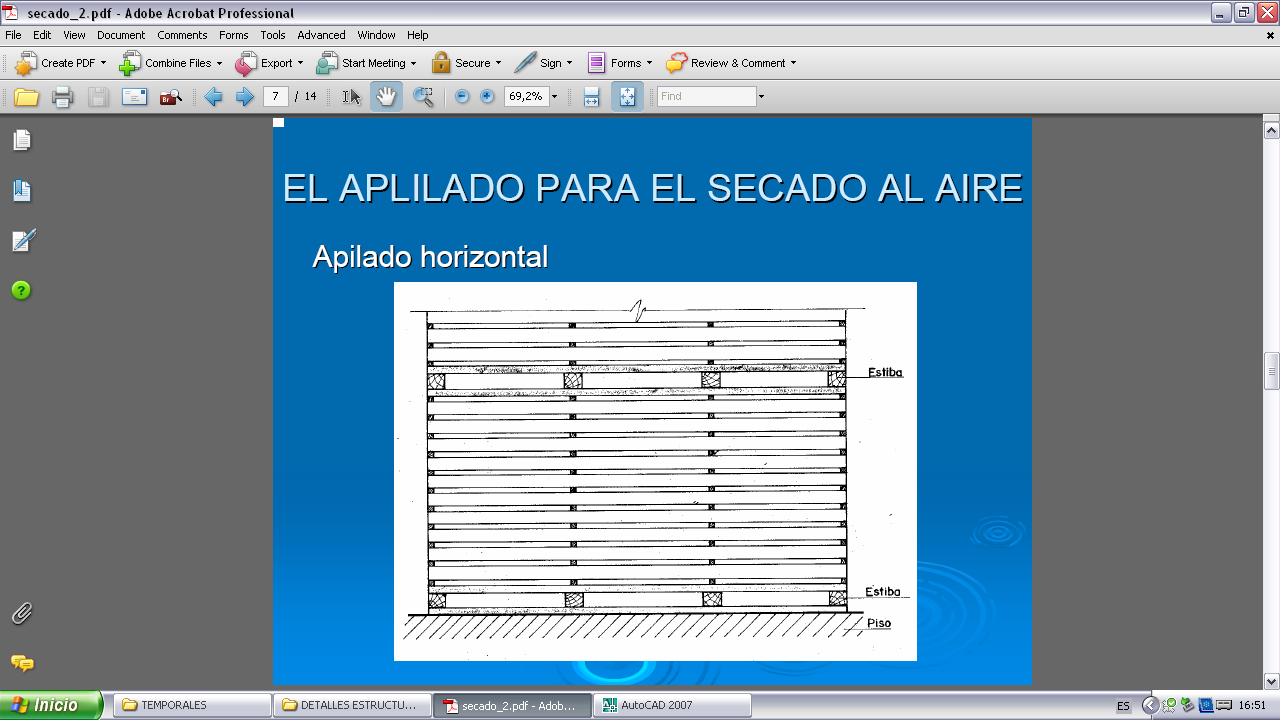 secado_2.pdf - Adobe Acrobat Professional
File Edit View Document Comments Forms Tools Advanced Window Help
Create PDF Combine Files Export Start Meeting Secure Sign Forms Review & Comment
7 / 14 69,2% Find
EL APLILADO PARA EL SECADO AL AIRE
Apilado horizontal
Estiba
Estiba
Piso
Inicio TEMPORALES DETALLES ESTRUCTU... secado_2.pdf - Adob... AutoCAD 2007 ES 16:51